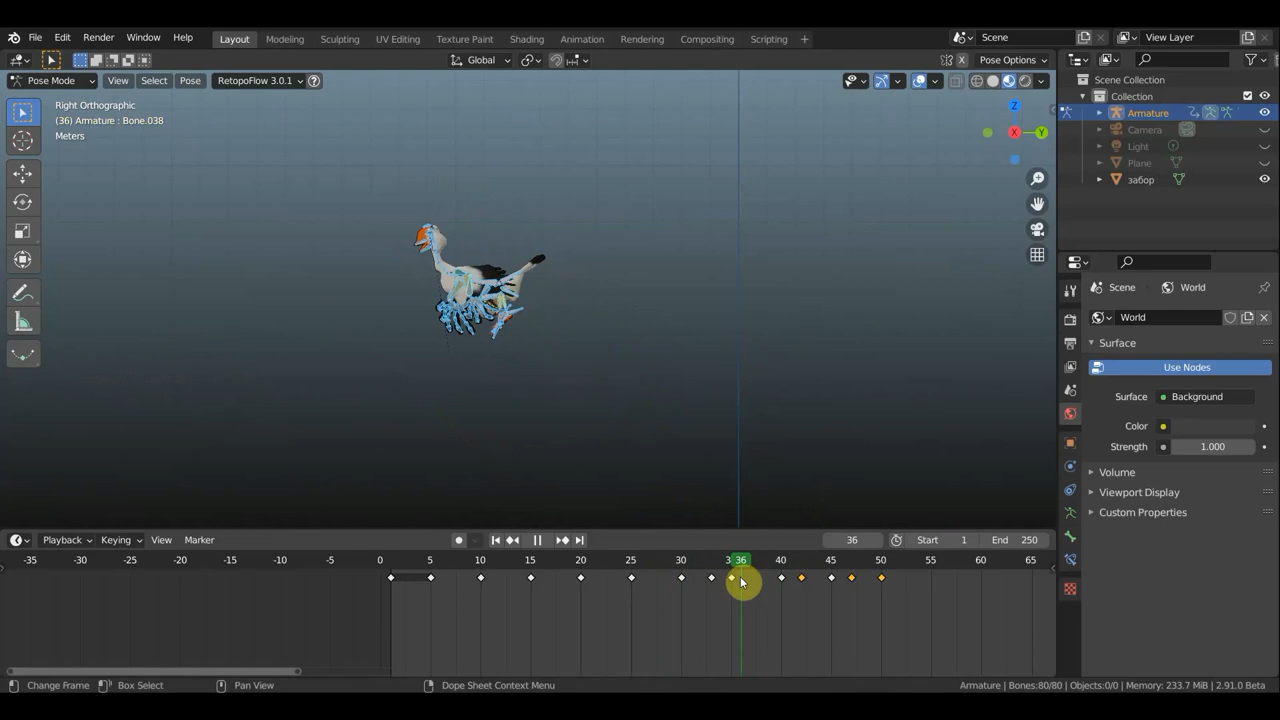 File Edit Render Window Help Layout Modeling Sculpting UV Editing Texture Paint Shading Animation Rendering Compositing Scripting + Scene View Layer
Global X Pose Options
Pose Mode View Select Pose RetopoFlow 3.0.1 ?
Right Orthographic
(36) Armature : Bone.038
Meters
Z
X Y
Scene Collection
Collection
Armature
Camera
Light
Plane
забор
Scene World
World
Surface
Use Nodes
Surface Background
Color
Strength 1.000
Volume
Viewport Display
Custom Properties
Playback Keying View Marker 36 Start 1 End 250
-35 -30 -25 -20 -15 -10 -5 0 5 10 15 20 25 30 3 36 40 45 50 55 60 65
Change Frame Box Select Pan View Dope Sheet Context Menu Armature | Bones:80/80 | Objects:0/0 | Memory: 233.7 MiB | 2.91.0 Beta